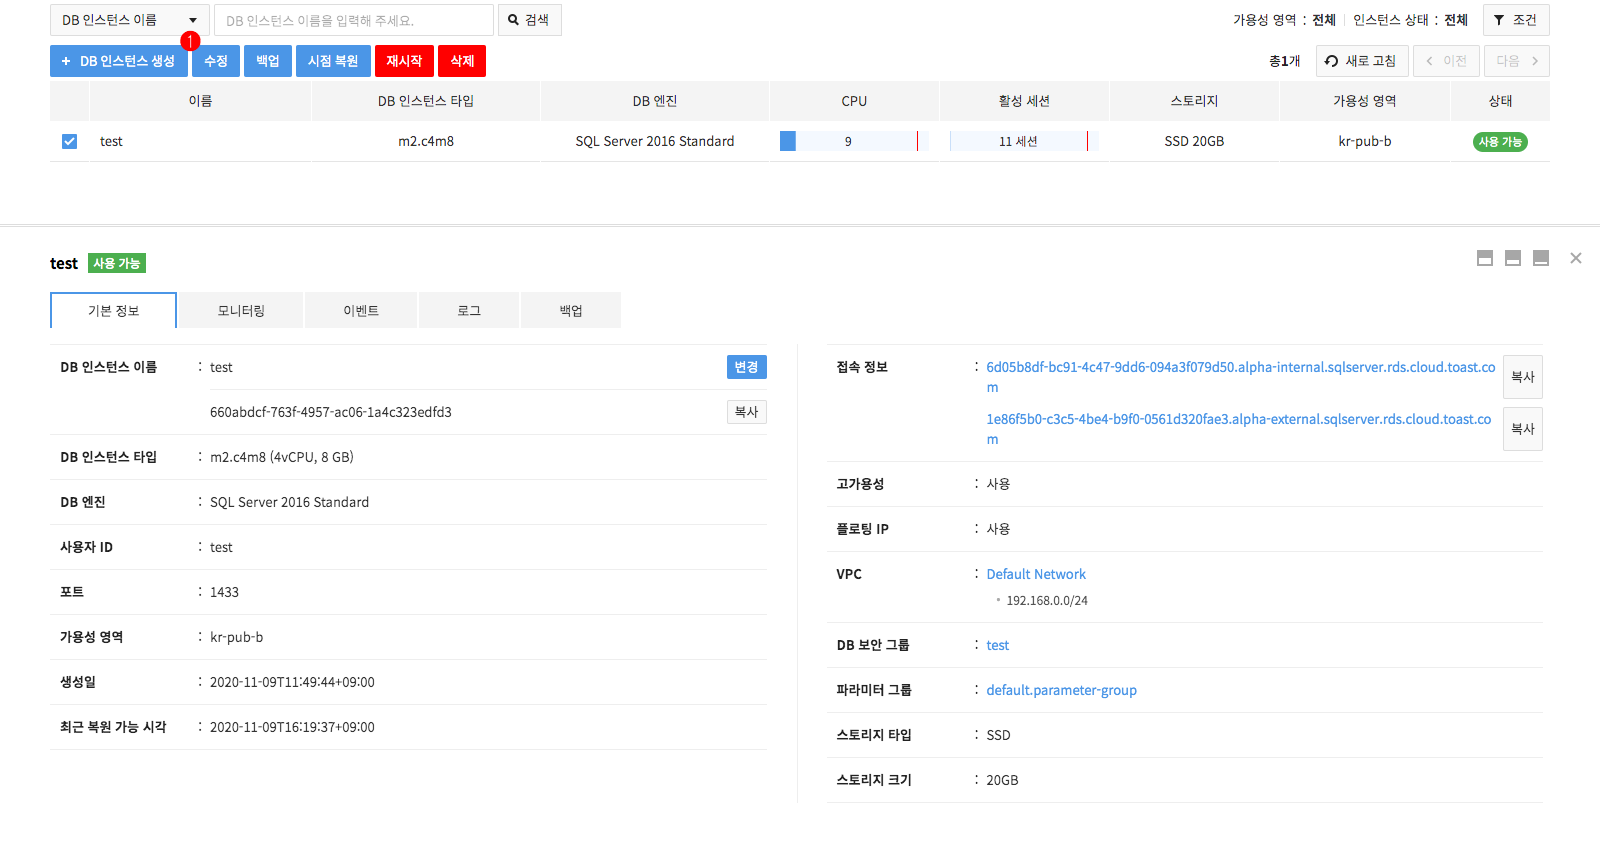 DB 인스턴스 이름
DB 인스턴스 이름을 입력해 주세요.
검색
가용성 영역 : 전체 | 인스턴스 상태 : 전체
조건
1
+ DB 인스턴스 생성
수정
백업
시점 복원
재시작
삭제
총1개
새로 고침
이전
다음
이름 DB 인스턴스 타입 DB 엔진 CPU 활성 세션 스토리지 가용성 영역 상태
test m2.c4m8 SQL Server 2016 Standard 9 11 세션 SSD 20GB kr-pub-b 사용 가능
test 사용 가능
기본 정보 모니터링 이벤트 로그 백업
DB 인스턴스 이름 : test 변경
660abdcf-763f-4957-ac06-1a4c323edfd3 복사
DB 인스턴스 타입 : m2.c4m8 (4vCPU, 8 GB)
DB 엔진 : SQL Server 2016 Standard
사용자 ID : test
포트 : 1433
가용성 영역 : kr-pub-b
생성일 : 2020-11-09T11:49:44+09:00
최근 복원 가능 시각 : 2020-11-09T16:19:37+09:00
접속 정보 : 6d05b8df-bc91-4c47-9dd6-094a3f079d50.alpha-internal.sqlserver.rds.cloud.toast.co
m
복사
1e86f5b0-c3c5-4be4-b9f0-0561d320fae3.alpha-external.sqlserver.rds.cloud.toast.co
m
복사
고가용성 : 사용
플로팅 IP : 사용
VPC : Default Network
192.168.0.0/24
DB 보안 그룹 : test
파라미터 그룹 : default.parameter-group
스토리지 타입 : SSD
스토리지 크기 : 20GB